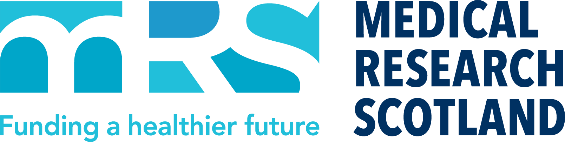 mRS
Funding a healthier future
MEDICAL
RESEARCH
SCOTLAND